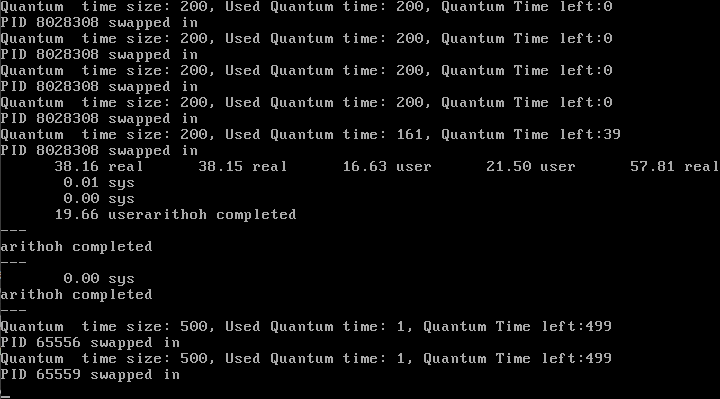 Quantum  time size: 200, Used Quantum time: 200, Quantum Time left:0
PID 8028308 swapped in
Quantum  time size: 200, Used Quantum time: 200, Quantum Time left:0
PID 8028308 swapped in
Quantum  time size: 200, Used Quantum time: 200, Quantum Time left:0
PID 8028308 swapped in
Quantum  time size: 200, Used Quantum time: 200, Quantum Time left:0
PID 8028308 swapped in
Quantum  time size: 200, Used Quantum time: 161, Quantum Time left:39
PID 8028308 swapped in
      38.16 real      38.15 real      16.63 user      21.50 user      57.81 real
       0.01 sys
       0.00 sys
      19.66 userarithoh completed
---
arithoh completed
---
       0.00 sys
arithoh completed
---
Quantum  time size: 500, Used Quantum time: 1, Quantum Time left:499
PID 65556 swapped in
Quantum  time size: 500, Used Quantum time: 1, Quantum Time left:499
PID 65559 swapped in
_